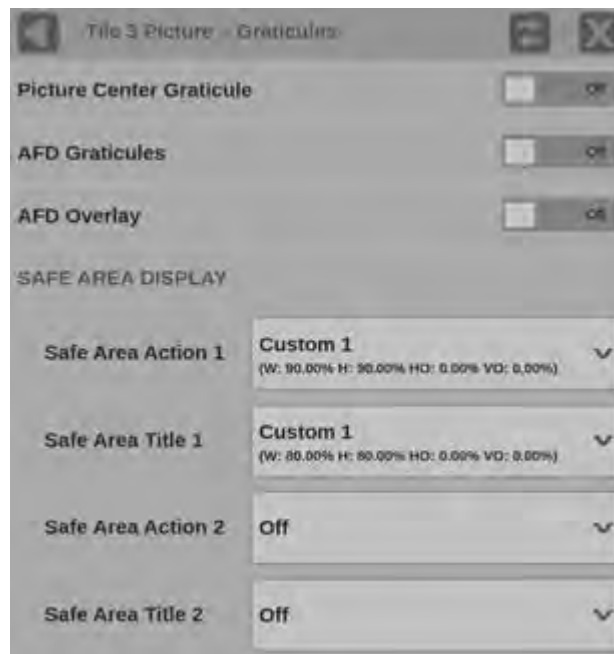 Tile 3 Picture - Graticules
Picture Center Graticule
Off
AFD Graticules
Off
AFD Overlay
Off
SAFE AREA DISPLAY
Safe Area Action 1
Custom 1
(W: 90.00% H: 90.00% HO: 0.00% VO: 0.00%)
Safe Area Title 1
Custom 1
(W: 80.00% H: 80.00% HO: 0.00% VO: 0.00%)
Safe Area Action 2
Off
Safe Area Title 2
Off